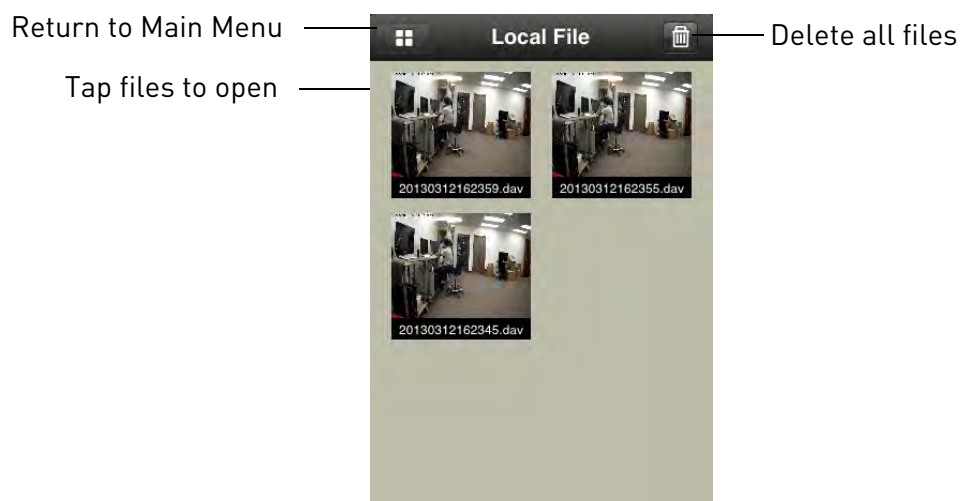 Return to Main Menu
Local File
Delete all files
Tap files to open
20130312162359.dav
20130312162355.dav
20130312162345.dav